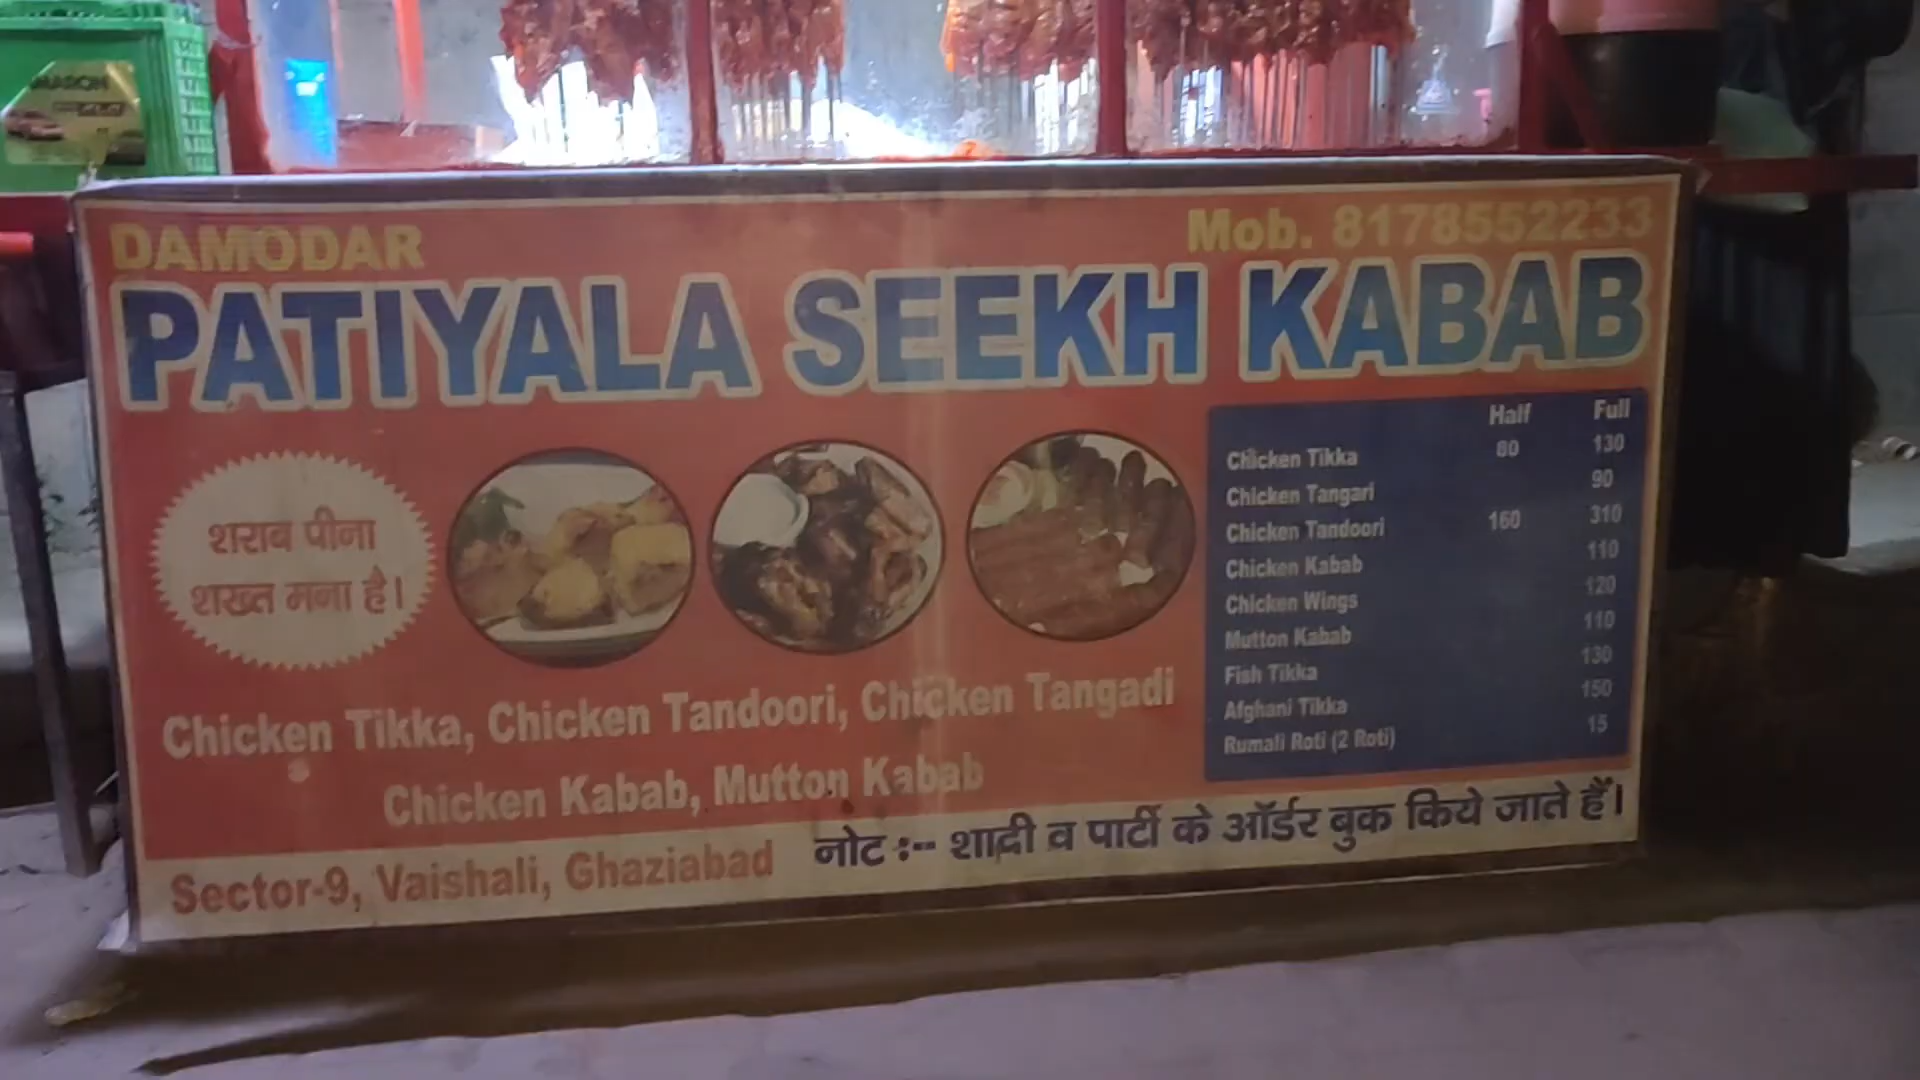 DAMODAR
Mob. 8178552233
PATIYALA SEEKH KABAB
शराब पीना
शख्त मना है।
Half Full
Chicken Tikka 80 130
Chicken Tangari 90
Chicken Tandoori 160 310
Chicken Kabab 110
Chicken Wings 120
Mutton Kabab 110
Fish Tikka 130
Afghani Tikka 150
Rumali Roti (2 Roti) 15
Chicken Tikka, Chicken Tandoori, Chicken Tangadi
Chicken Kabab, Mutton Kabab
Sector-9, Vaishali, Ghaziabad
नोट :-- शादी व पार्टी के ऑर्डर बुक किये जाते हैं।